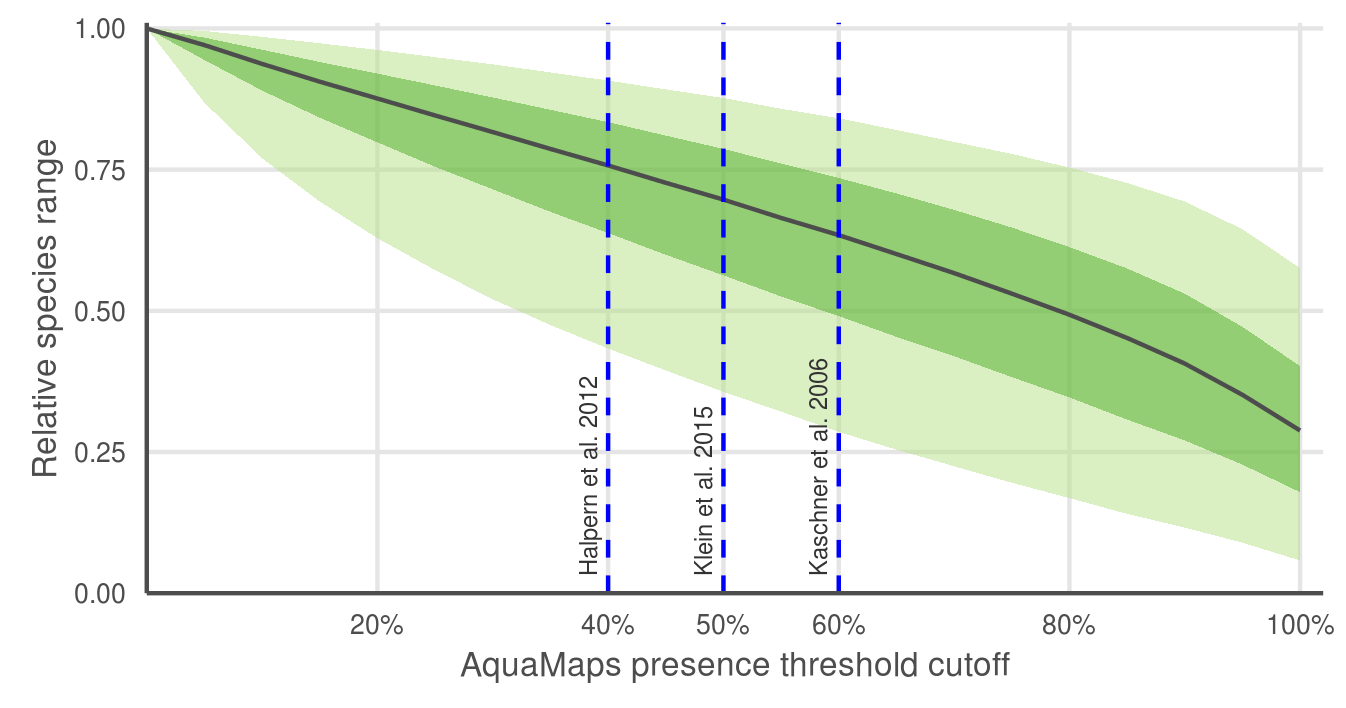 1.00
0.75
0.50
0.25
0.00
Relative species range
Halpern et al. 2012
Klein et al. 2015
Kaschner et al. 2006
20%
40%
50%
60%
80%
100%
AquaMaps presence threshold cutoff